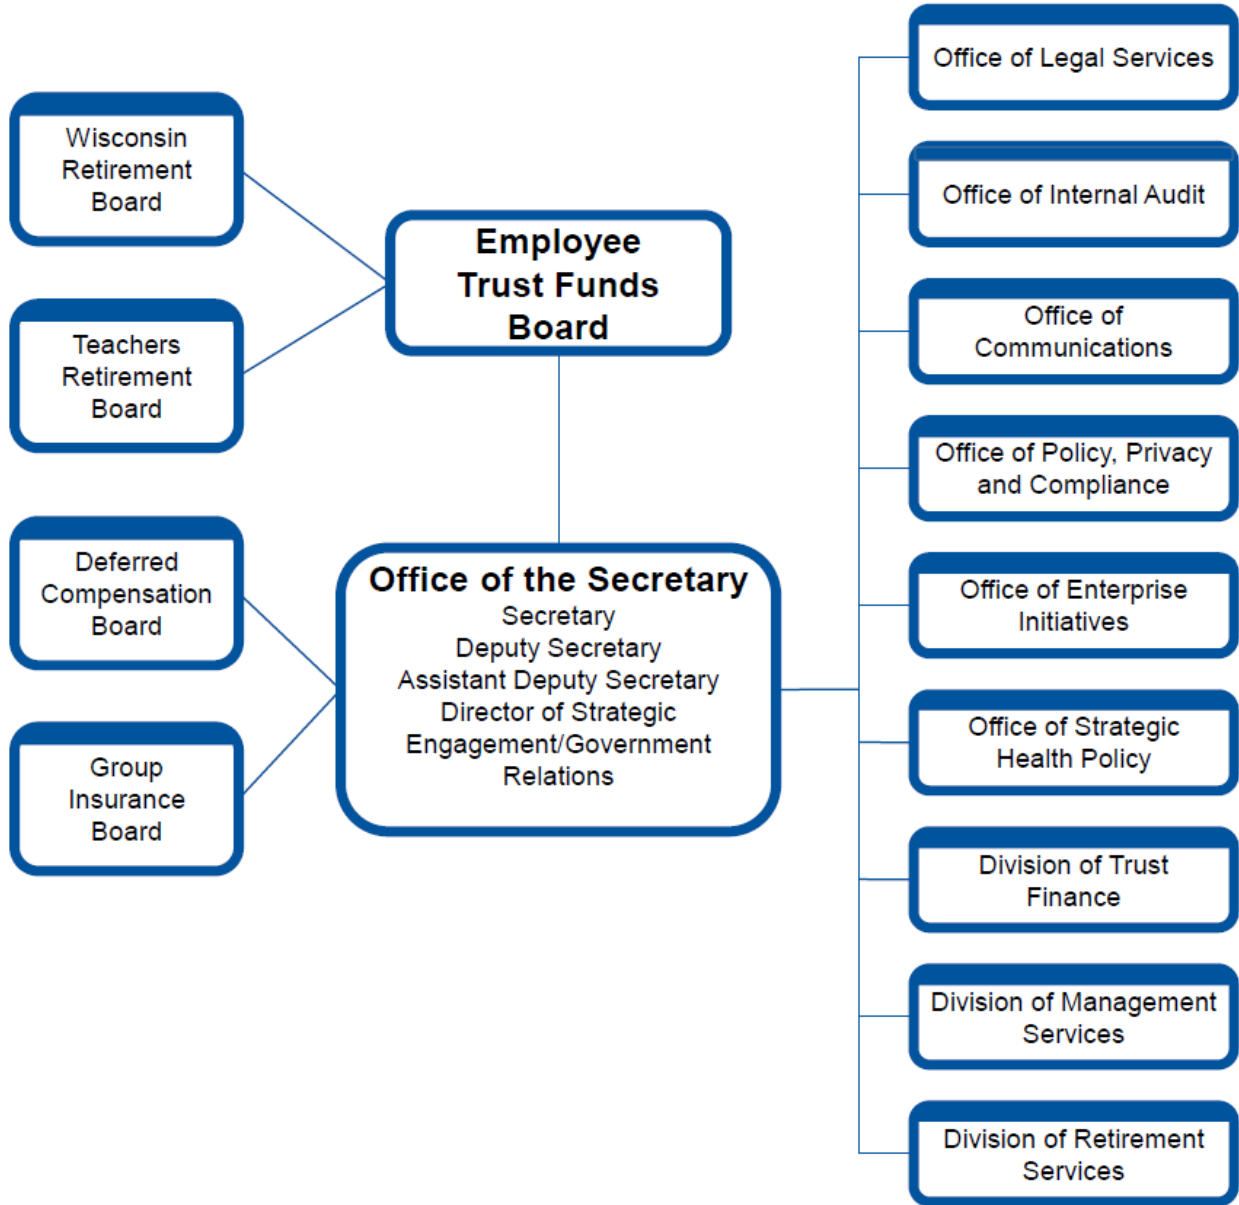 Wisconsin
Retirement
Board
Teachers
Retirement
Board
Deferred
Compensation
Board
Group
Insurance
Board
Employee
Trust Funds
Board
Office of the Secretary
Secretary
Deputy Secretary
Assistant Deputy Secretary
Director of Strategic
Engagement/Government
Relations
Office of Legal Services
Office of Internal Audit
Office of
Communications
Office of Policy, Privacy
and Compliance
Office of Enterprise
Initiatives
Office of Strategic
Health Policy
Division of Trust
Finance
Division of Management
Services
Division of Retirement
Services